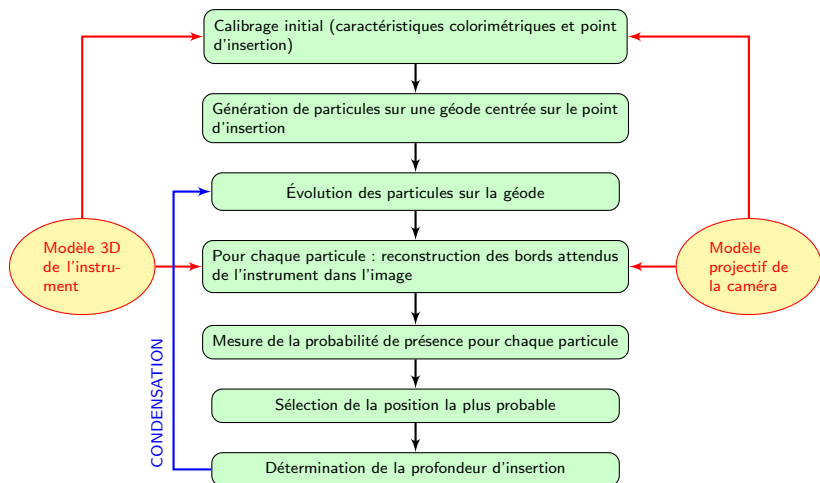 Calibrage initial (caractéristiques colorimétriques et point
d'insertion)
Génération de particules sur une géode centrée sur le point
d'insertion
Évolution des particules sur la géode
Modèle 3D
de l'instru-
ment
Pour chaque particule : reconstruction des bords attendus
de l'instrument dans l'image
Modèle
projectif de
la caméra
Mesure de la probabilité de présence pour chaque particule
CONDENSATION
Sélection de la position la plus probable
Détermination de la profondeur d'insertion